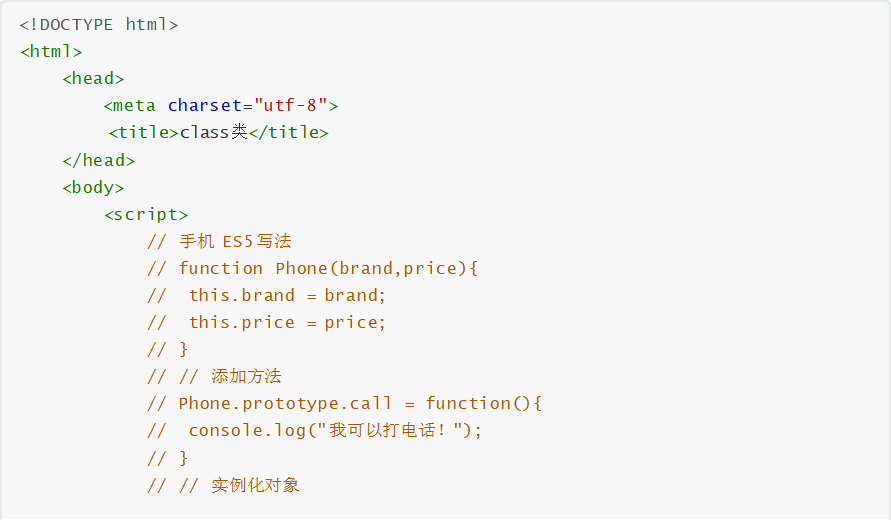 <!DOCTYPE html>
<html>
    <head>
        <meta charset="utf-8">
        <title>class类</title>
    </head>
    <body>
        <script>
            // 手机 ES5写法
            // function Phone(brand,price){
            //  this.brand = brand;
            //  this.price = price;
            // }
            // // 添加方法
            // Phone.prototype.call = function(){
            //  console.log("我可以打电话！");
            // }
            // // 实例化对象